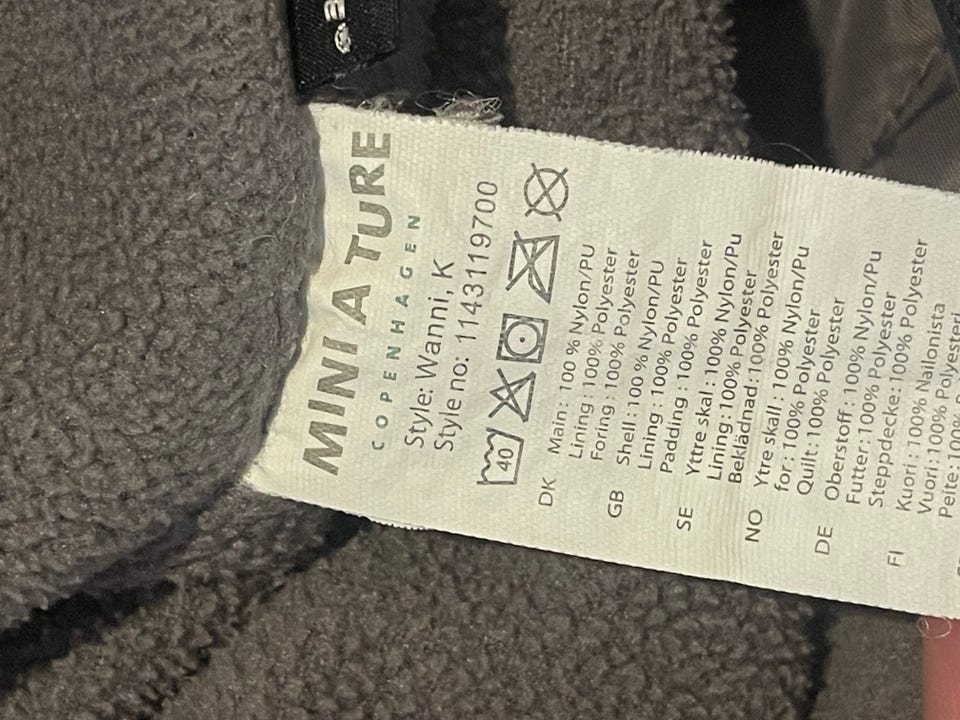 MINI A TURE
COPENHAGEN
Style: Wanni, K
Style no: 1143119700
40
DK Main : 100 % Nylon/PU
Lining : 100% Polyester
Foring : 100% Polyester
GB Shell : 100 % Nylon/PU
Lining : 100% Polyester
Padding : 100% Polyester
SE Yttre skal : 100% Nylon/Pu
Lining : 100% Polyester
Beklädnad : 100% Polyester
NO Ytre skall : 100% Nylon/Pu
for : 100% Polyester
Quilt : 100% Polyester
DE Oberstoff : 100% Nylon/Pu
Futter : 100% Polyester
Steppdecke : 100% Polyester
FI Kuori : 100% Nailonista
Vuori : 100% Polyesteri
Peite : 100%